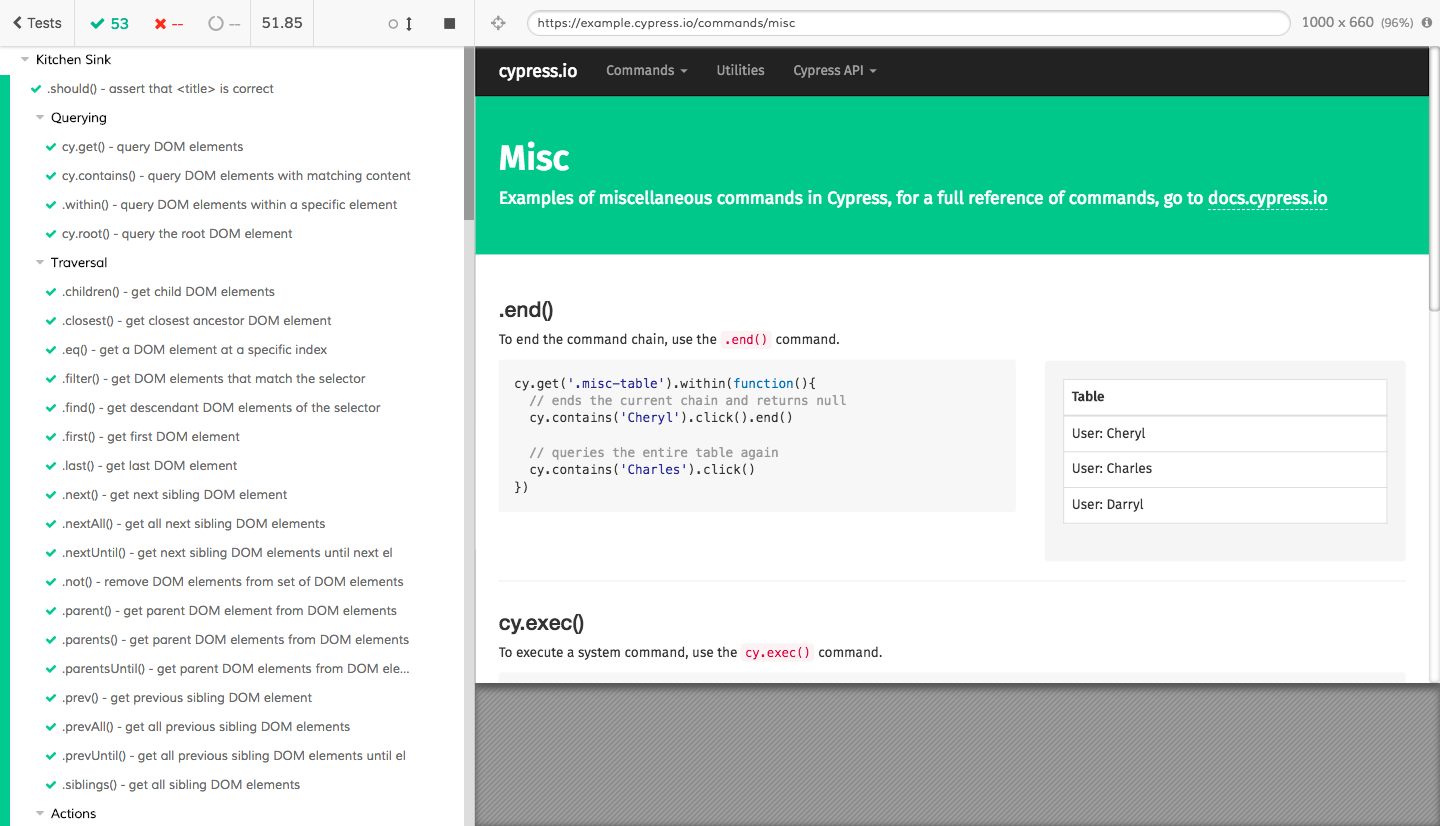 Tests 53 -- -- 51.85
https://example.cypress.io/commands/misc 1000 x 660 (96%)
Kitchen Sink
.should() - assert that <title> is correct
Querying
cy.get() - query DOM elements
cy.contains() - query DOM elements with matching content
.within() - query DOM elements within a specific element
cy.root() - query the root DOM element
Traversal
.children() - get child DOM elements
.closest() - get closest ancestor DOM element
.eq() - get a DOM element at a specific index
.filter() - get DOM elements that match the selector
.find() - get descendant DOM elements of the selector
.first() - get first DOM element
.last() - get last DOM element
.next() - get next sibling DOM element
.nextAll() - get all next sibling DOM elements
.nextUntil() - get next sibling DOM elements until next el
.not() - remove DOM elements from set of DOM elements
.parent() - get parent DOM element from DOM elements
.parents() - get parent DOM elements from DOM elements
.parentsUntil() - get parent DOM elements from DOM ele...
.prev() - get previous sibling DOM element
.prevAll() - get all previous sibling DOM elements
.prevUntil() - get all previous sibling DOM elements until el
.siblings() - get all sibling DOM elements
Actions
cypress.io Commands Utilities Cypress API
Misc
Examples of miscellaneous commands in Cypress, for a full reference of commands, go to docs.cypress.io
.end()
To end the command chain, use the .end() command.
cy.get('.misc-table').within(function(){
// ends the current chain and returns null
cy.contains('Cheryl').click().end()
// queries the entire table again
cy.contains('Charles').click()
})
Table
User: Cheryl
User: Charles
User: Darryl
cy.exec()
To execute a system command, use the cy.exec() command.